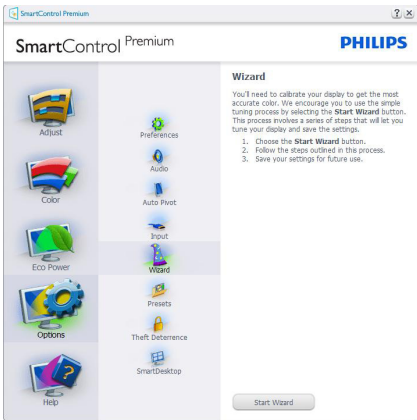 SmartControl Premium
SmartControl Premium
PHILIPS
Adjust
Color
Eco Power
Options
Help
Preferences
Audio
Auto Pivot
Input
Wizard
Presets
Theft Deterrence
SmartDesktop
Wizard
You'll need to calibrate your display to get the most
accurate color. We encourage you to use the simple
tuning process by selecting the Start Wizard button.
This process involves a series of steps that will let you
tune your display and save the settings.
1. Choose the Start Wizard button.
2. Follow the steps outlined in this process.
3. Save your settings for future use.
Start Wizard